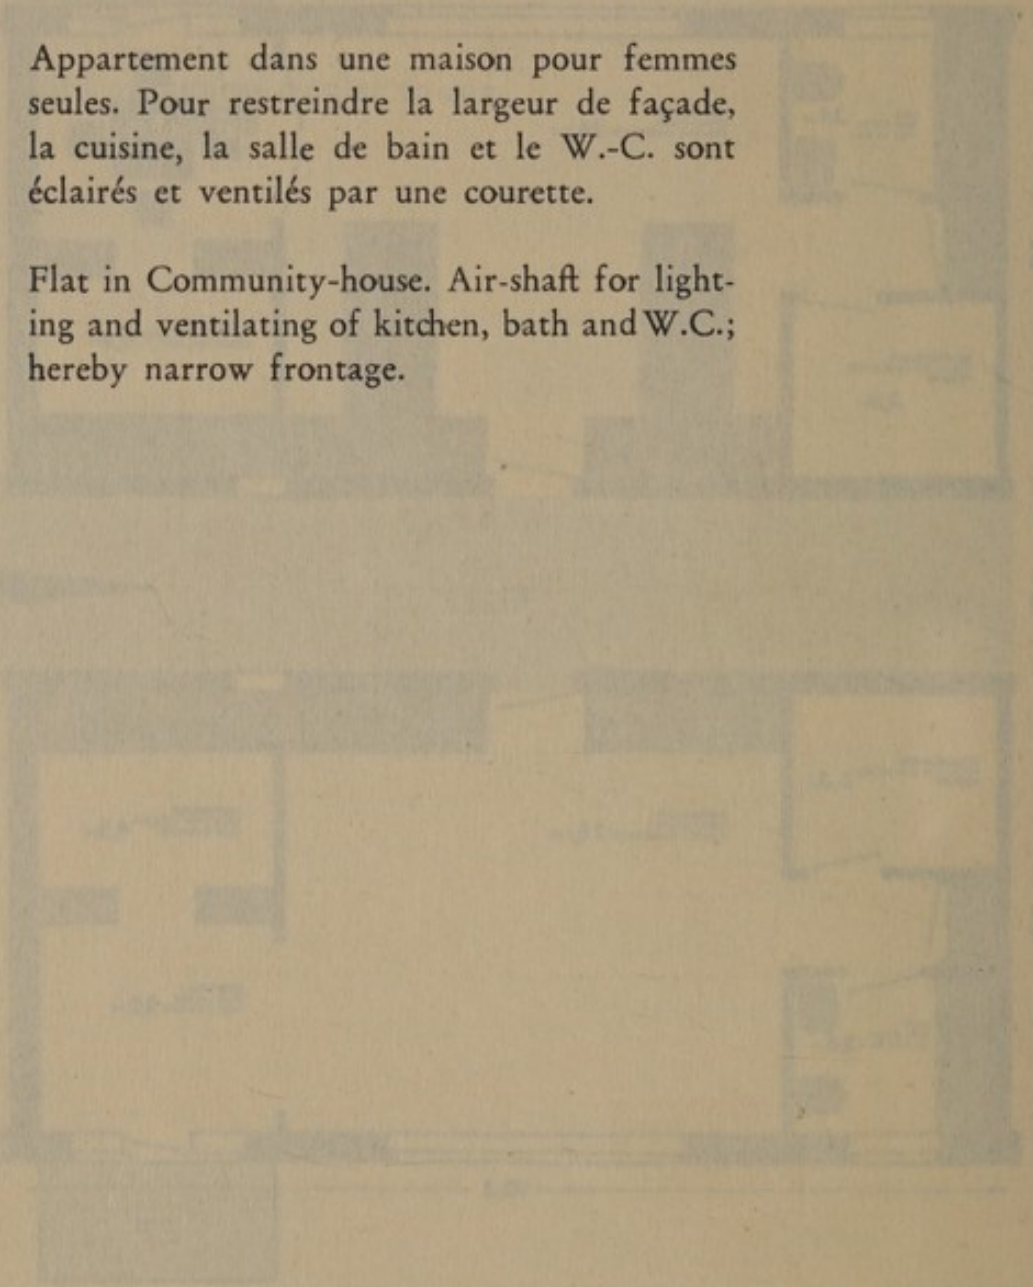 Appartement dans une maison pour femmes
seules. Pour restreindre la largeur de façade,
la cuisine, la salle de bain et le W.-C. sont
éclairés et ventilés par une courette.
Flat in Community-house. Air-shaft for light-
ing and ventilating of kitchen, bath and W.C.;
hereby narrow frontage.